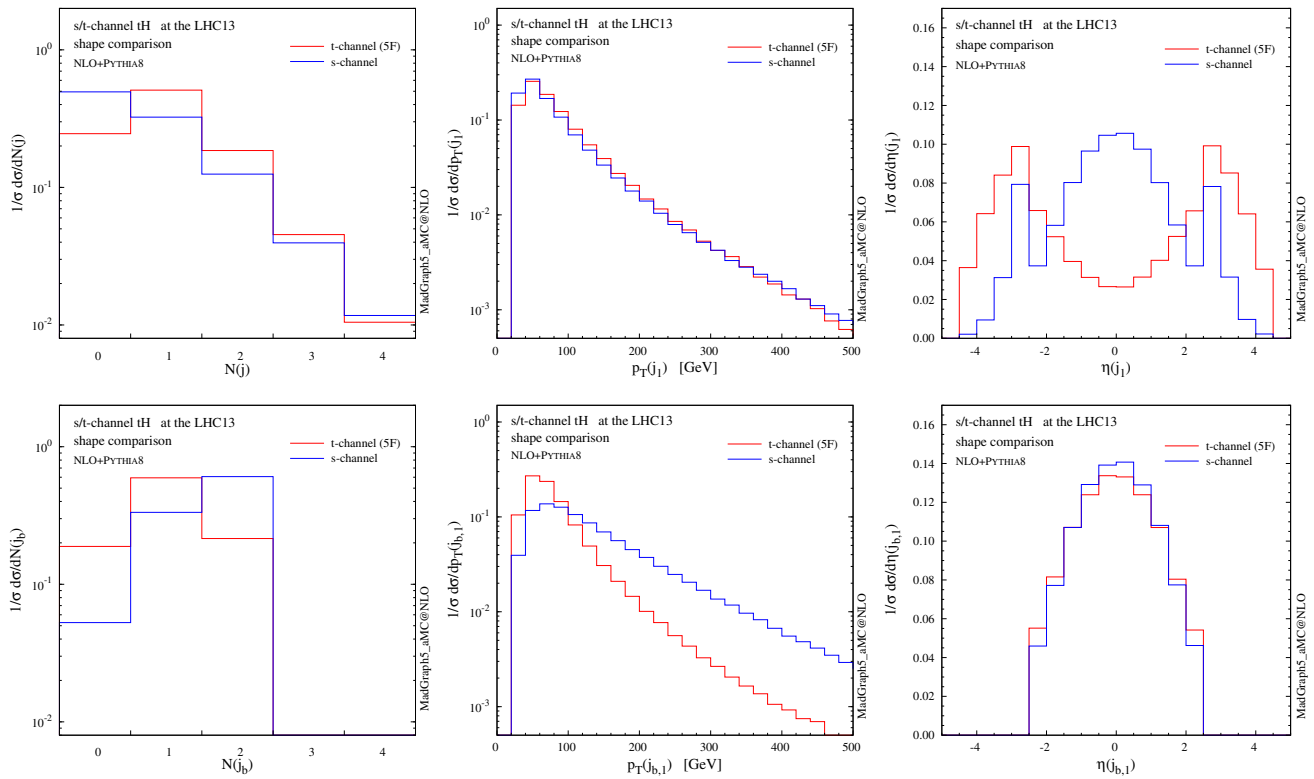 s/t-channel tH at the LHC13
shape comparison
NLO+PYTHIA8
t-channel (5F)
s-channel
1/σ dσ/dN(j)
10^0
10^-1
10^-2
0 1 2 3 4
N(j)
MadGraph5_aMC@NLO
s/t-channel tH at the LHC13
shape comparison
NLO+PYTHIA8
t-channel (5F)
s-channel
1/σ dσ/dp_T(j_1)
10^0
10^-1
10^-2
10^-3
0 100 200 300 400 500
p_T(j_1) [GeV]
MadGraph5_aMC@NLO
s/t-channel tH at the LHC13
shape comparison
NLO+PYTHIA8
t-channel (5F)
s-channel
1/σ dσ/dη(j_1)
0.16
0.14
0.12
0.10
0.08
0.06
0.04
0.02
0.00
-4 -2 0 2 4
η(j_1)
MadGraph5_aMC@NLO
s/t-channel tH at the LHC13
shape comparison
NLO+PYTHIA8
t-channel (5F)
s-channel
1/σ dσ/dN(j_b)
10^0
10^-1
10^-2
0 1 2 3 4
N(j_b)
MadGraph5_aMC@NLO
s/t-channel tH at the LHC13
shape comparison
NLO+PYTHIA8
t-channel (5F)
s-channel
1/σ dσ/dp_T(j_b,1)
10^0
10^-1
10^-2
10^-3
0 100 200 300 400 500
p_T(j_b,1) [GeV]
MadGraph5_aMC@NLO
s/t-channel tH at the LHC13
shape comparison
NLO+PYTHIA8
t-channel (5F)
s-channel
1/σ dσ/dη(j_b,1)
0.16
0.14
0.12
0.10
0.08
0.06
0.04
0.02
0.00
-4 -2 0 2 4
η(j_b,1)
MadGraph5_aMC@NLO